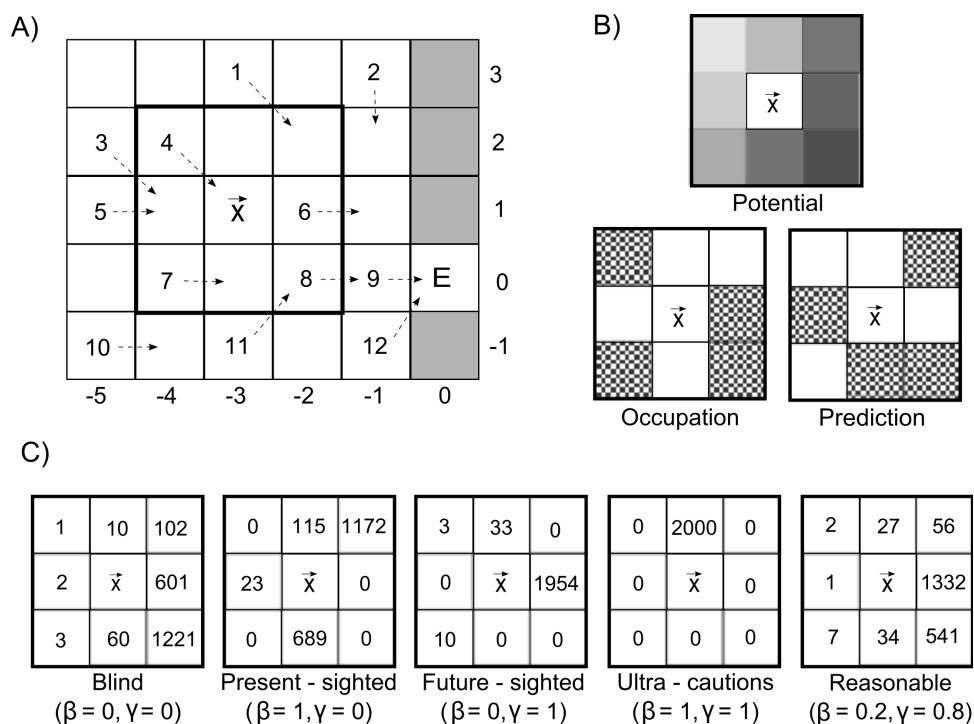 A)
1 2 3
3 4 2
5 x 6 1
7 8 9 E 0
10 11 12 -1
-5 -4 -3 -2 -1 0
B)
x
Potential
x
Occupation
x
Prediction
C)
1 10 102
2 x 601
3 60 1221
Blind
(β = 0, γ = 0)
0 115 1172
23 x 0
0 689 0
Present - sighted
(β = 1, γ = 0)
3 33 0
0 x 1954
10 0 0
Future - sighted
(β = 0, γ = 1)
0 2000 0
0 x 0
0 0 0
Ultra - cautions
(β = 1, γ = 1)
2 27 56
1 x 1332
7 34 541
Reasonable
(β = 0.2, γ = 0.8)